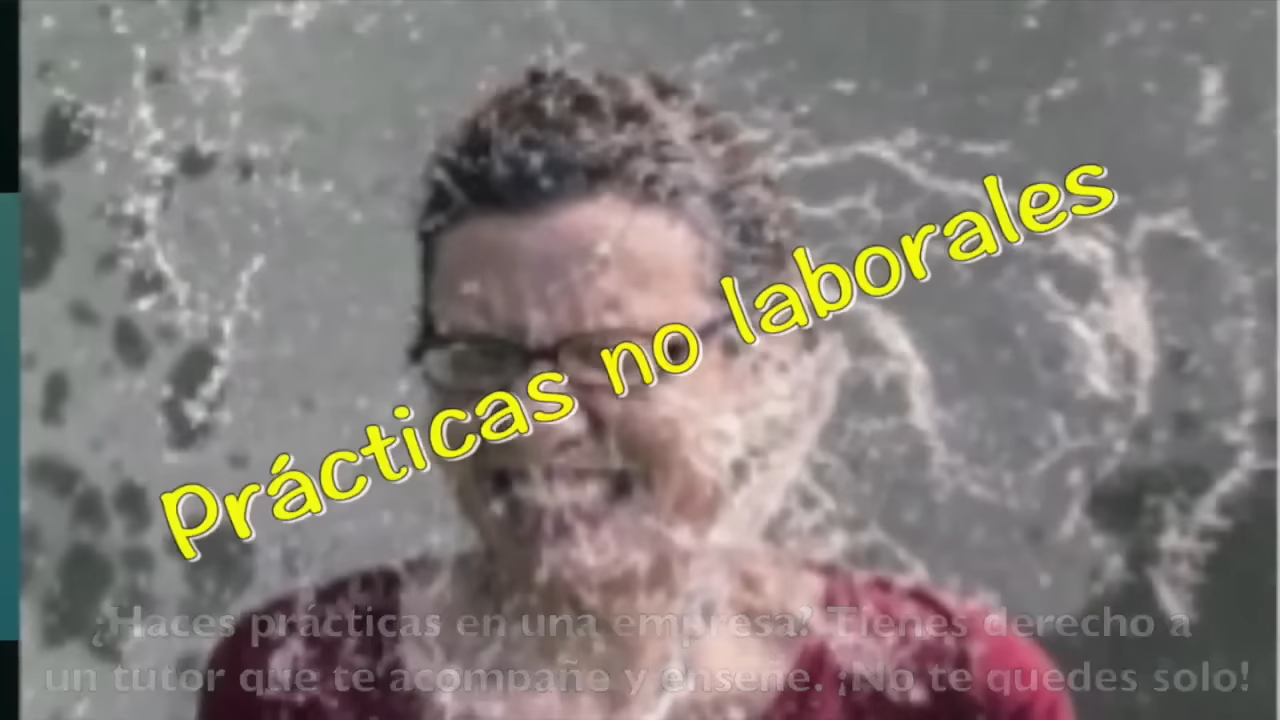 Prácticas no laborales
¿Haces prácticas en una empresa? Tienes derecho a
un tutor que te acompañe y enseñe. ¡No te quedes solo!